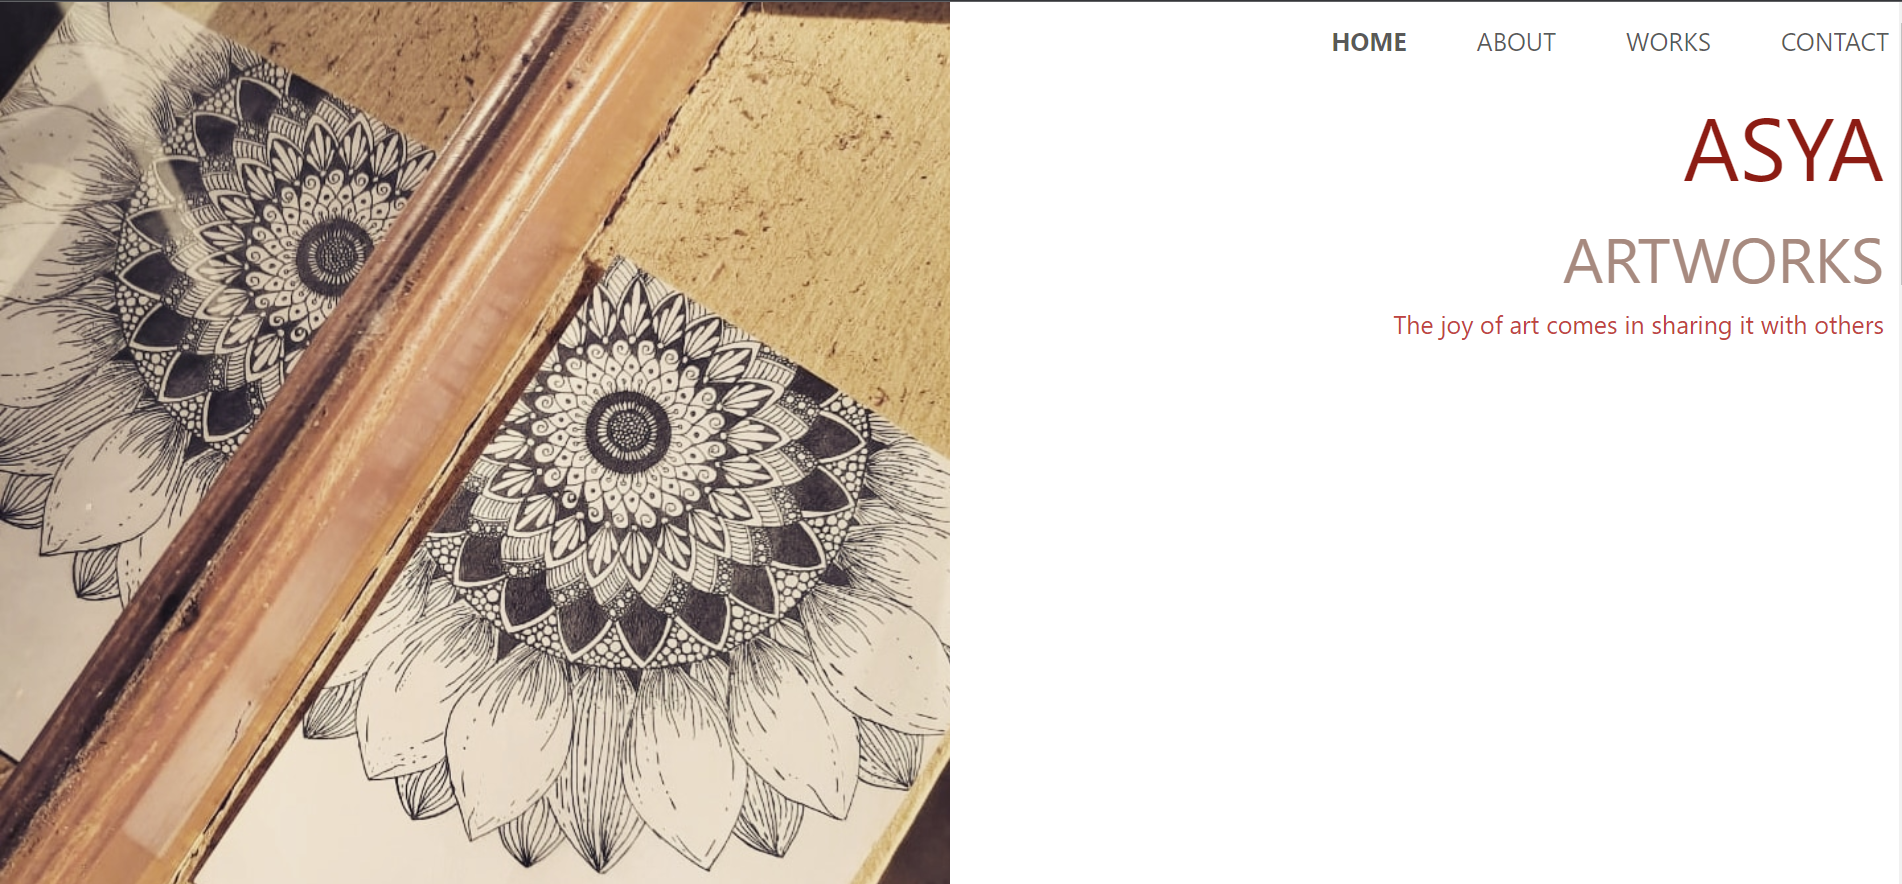 HOME ABOUT WORKS CONTACT
ASYA
ARTWORKS
The joy of art comes in sharing it with others